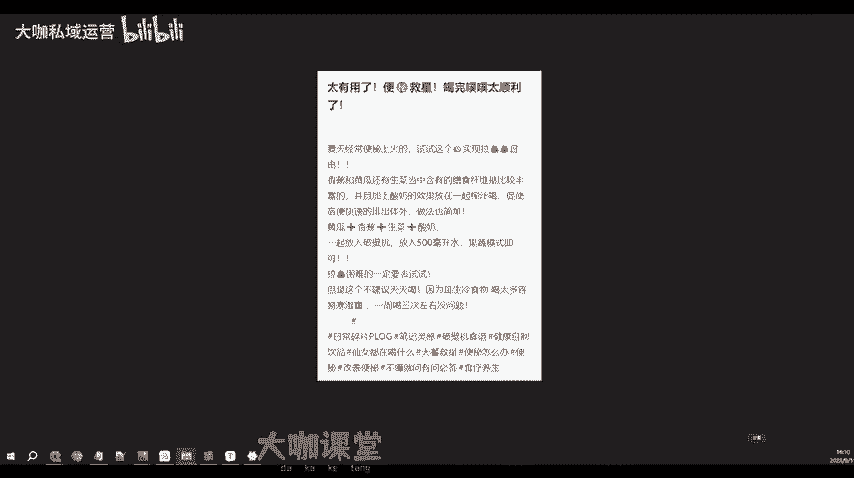 大咖私域运营 bilibili
太有用了！便㊙救星！喝完噗噗太顺利
了！
夏天经常便秘上火的，试试这个 实现拉💩💩自
由！！
香蕉和黄瓜还有生菜当中含有的膳食纤维是比较丰
富的，并且加上酸奶的效果放在一起榨汁喝，促使
宿便快速的排出体外，做法也简单！
黄瓜➕香蕉➕生菜➕酸奶，
一起放入破壁机，放入500毫升水，果蔬模式即
可！！
拉💩困难的一定要去试试！
但是这个不建议天天喝！因为是生冷食物 喝太多容
易寒湿重，一周喝三次左右没问题！
#
#日常碎片PLOG #笔记灵感 #破壁机食谱 #健康自制
饮品 #仙女都在喝什么 #大餐救星 #便秘怎么办 #便
秘 #改善便秘 #不懂就问有问必答 #食疗养生
大咖课堂
da ka ke tang
16:10